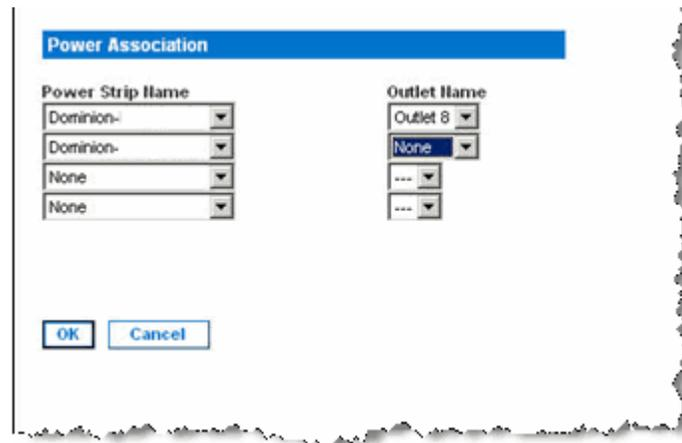 Power Association
Power Strip Name Outlet Name
Dominion- Outlet 8
Dominion- None
None ---
None ---
OK Cancel